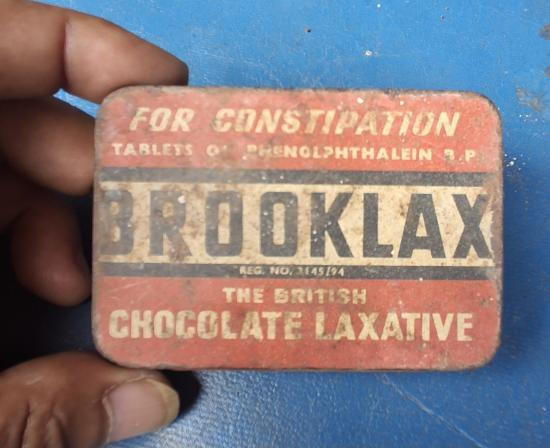 FOR CONSTIPATION
TABLETS OF PHENOLPHTHALEIN B.P.
BROOKLAX
REG. NO. 3145/94
THE BRITISH
CHOCOLATE LAXATIVE